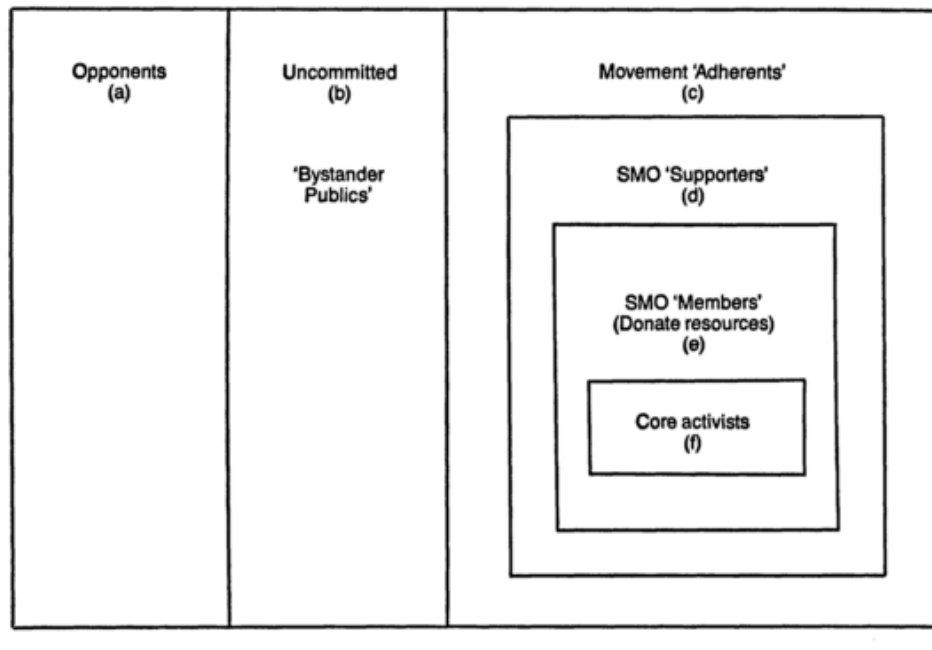 Opponents
(a)
Uncommitted
(b)
'Bystander
Publics'
Movement 'Adherents'
(c)
SMO 'Supporters'
(d)
SMO 'Members'
(Donate resources)
(e)
Core activists
(f)